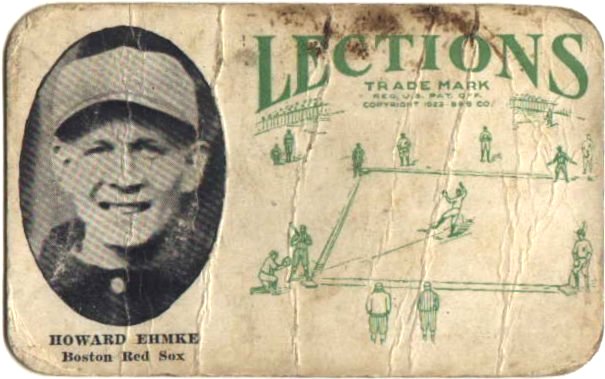 LECTIONS
TRADE MARK
REG. U.S. PAT. OFF.
COPYRIGHT 1923
HOWARD EHMKE
Boston Red Sox